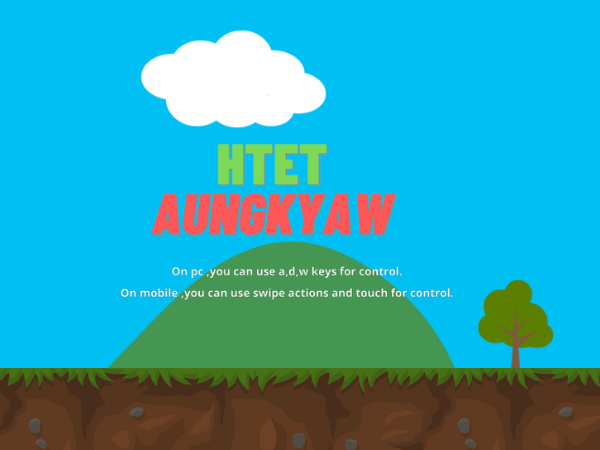 HTET
AUNGKYAW
On pc ,you can use a,d,w keys for control.
On mobile ,you can use swipe actions and touch for control.